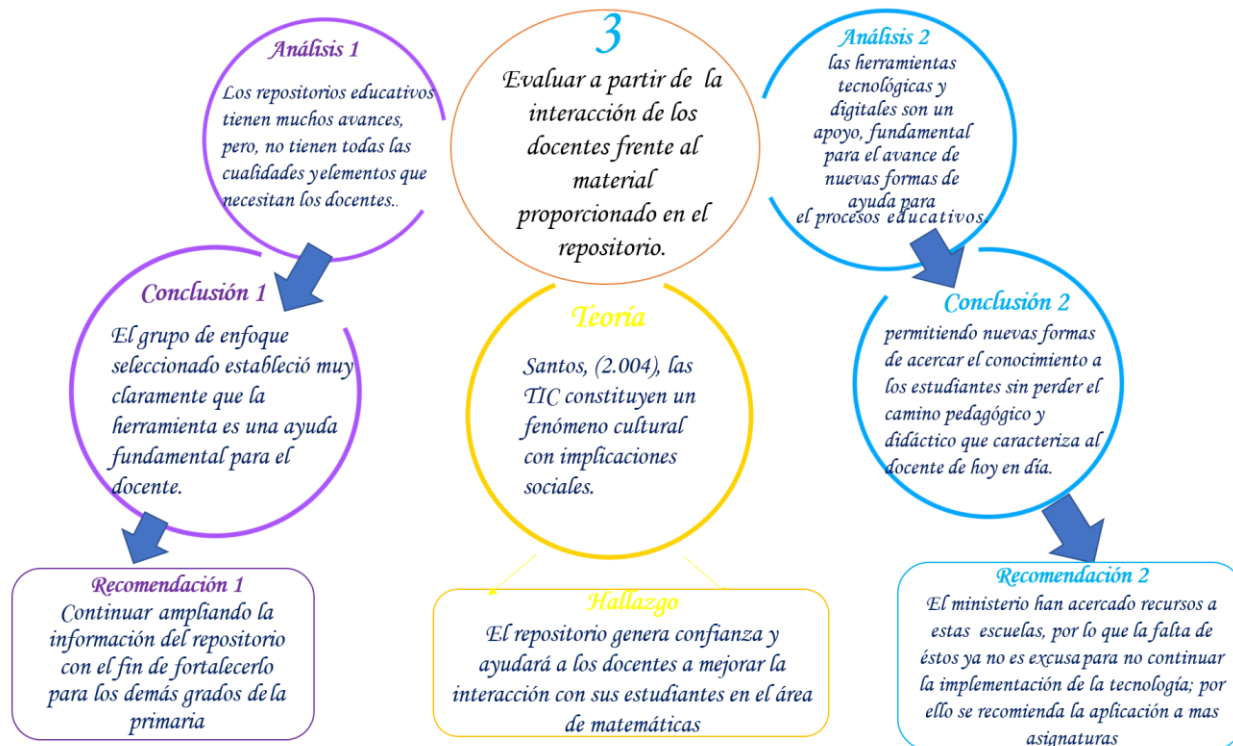 Análisis 1
Los repositorios educativos
tienen muchos avances,
pero, no tienen todas las
cualidades y elementos que
necesitan los docentes..
Conclusión 1
El grupo de enfoque
seleccionado estableció muy
claramente que la
herramienta es una ayuda
fundamental para el
docente.
Recomendación 1
Continuar ampliando la
información del repositorio
con el fin de fortalecerlo
para los demás grados de la
primaria
3
Evaluar a partir de la
interacción de los
docentes frente al
material
proporcionado en el
repositorio.
Teoría
Santos, (2.004), las
TIC constituyen un
fenómeno cultural
con implicaciones
sociales.
Hallazgo
El repositorio genera confianza y
ayudará a los docentes a mejorar la
interacción con sus estudiantes en el área
de matemáticas
Análisis 2
las herramientas
tecnológicas y
digitales son un
apoyo, fundamental
para el avance de
nuevas formas de
ayuda para
el procesos educativos.
Conclusión 2
permitiendo nuevas formas
de acercar el conocimiento a
los estudiantes sin perder el
camino pedagógico y
didáctico que caracteriza al
docente de hoy en día.
Recomendación 2
El ministerio han acercado recursos a
estas escuelas, por lo que la falta de
éstos ya no es excusa para no continuar
la implementación de la tecnología; por
ello se recomienda la aplicación a mas
asignaturas